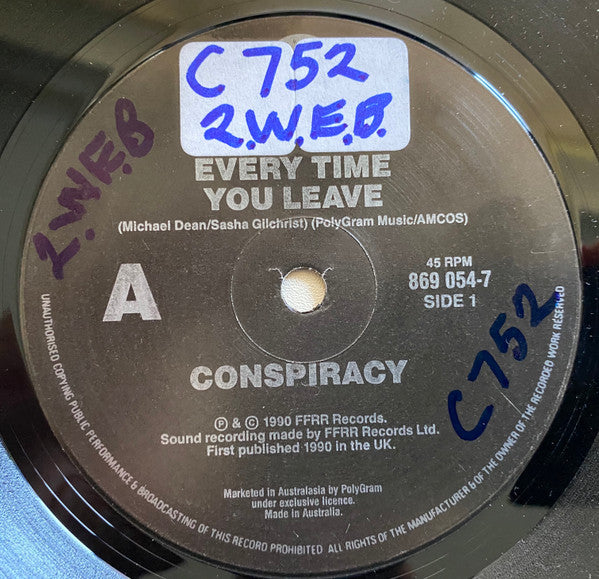 C 752
2.W.E.B.
2.W.E.B
EVERY TIME
YOU LEAVE
(Michael Dean/Sasha Gilchrist) (PolyGram Music/AMCOS)
A
45 RPM
869 054-7
SIDE 1
C 752
CONSPIRACY
℗ & © 1990 FFRR Records.
Sound recording made by FFRR Records Ltd.
First published 1990 in the UK.
Marketed in Australasia by PolyGram
under exclusive licence.
Made in Australia.
UNAUTHORISED COPYING PUBLIC PERFORMANCE & BROADCASTING OF THIS RECORD PROHIBITED ALL RIGHTS OF THE MANUFACTURER & OF THE OWNER OF THE RECORDED WORK RESERVED